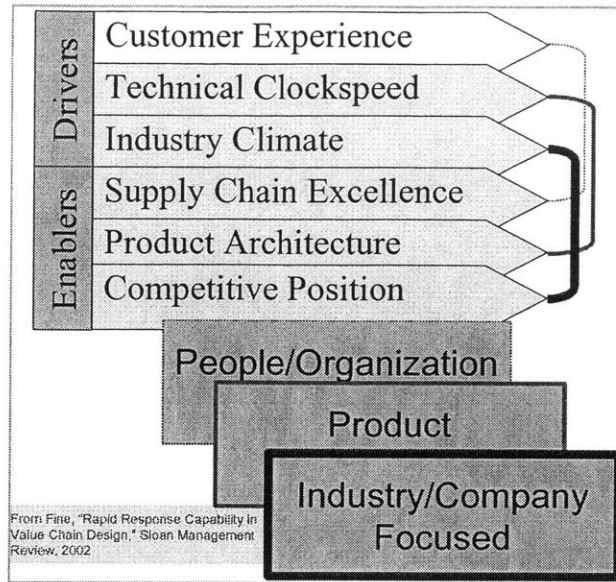 Drivers
Customer Experience
Technical Clockspeed
Industry Climate
Enablers
Supply Chain Excellence
Product Architecture
Competitive Position
People/Organization
Product
Industry/Company
Focused
From Fine, "Rapid Response Capability in
Value Chain Design," Sloan Management
Review, 2002